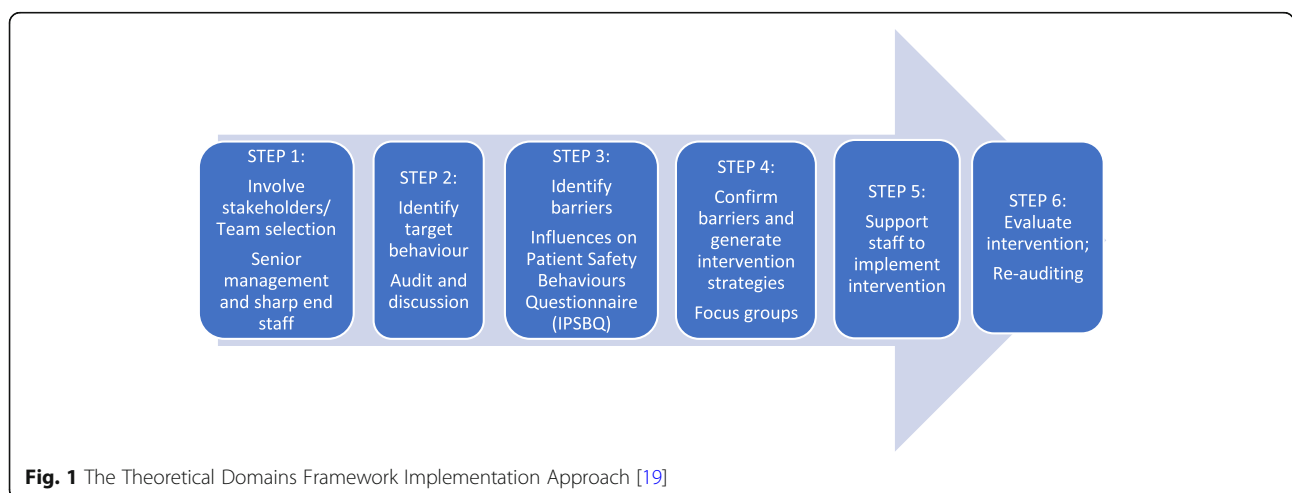 STEP 1:
Involve
stakeholders/
Team selection
Senior
management
and sharp end
staff
STEP 2:
Identify
target
behaviour
Audit and
discussion
STEP 3:
Identify
barriers
Influences on
Patient Safety
Behaviours
Questionnaire
(IPSBQ)
STEP 4:
Confirm
barriers and
generate
intervention
strategies
Focus groups
STEP 5:
Support
staff to
implement
intervention
STEP 6:
Evaluate
intervention;
Re-auditing
Fig. 1 The Theoretical Domains Framework Implementation Approach [19]